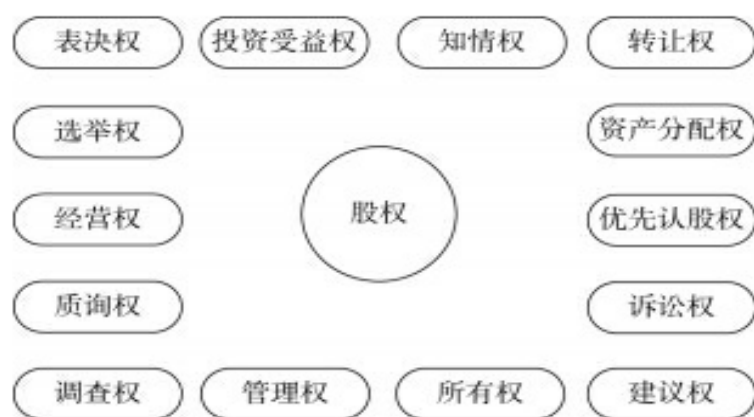 表决权
投资受益权
知情权
转让权
选举权
资产分配权
经营权
股权
优先认股权
质询权
诉讼权
调查权
管理权
所有权
建议权